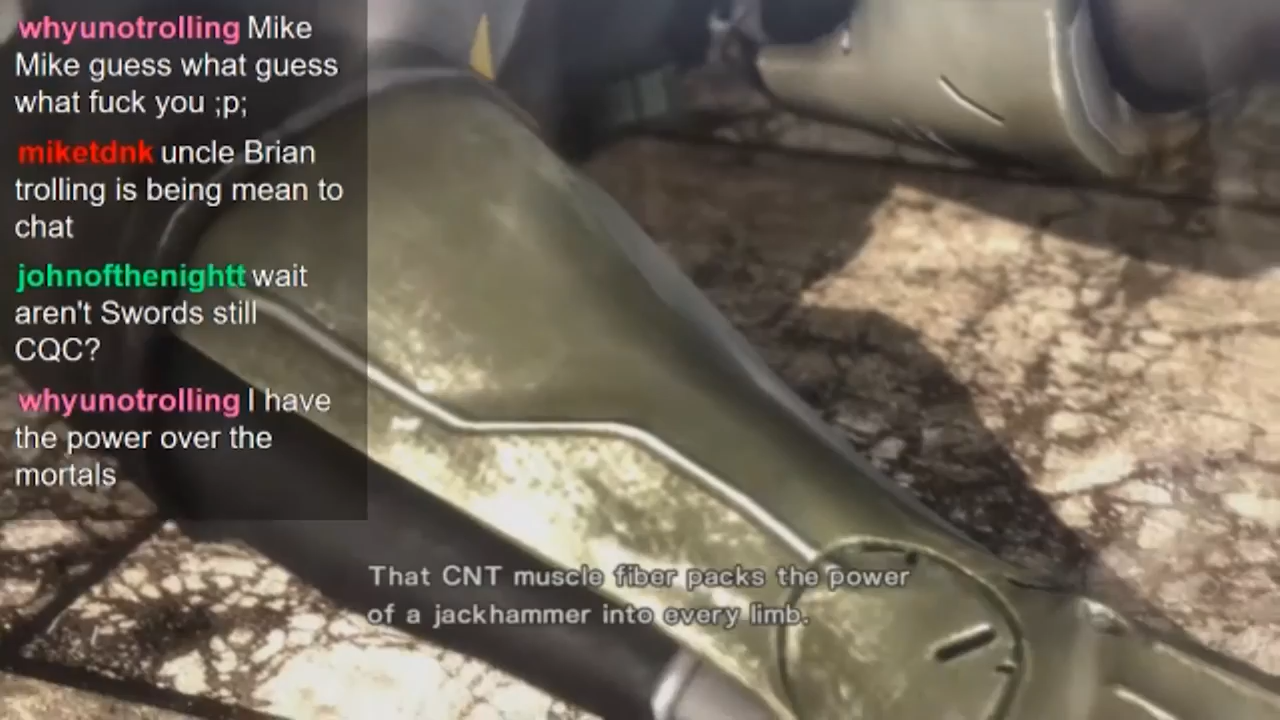 whyunotrolling Mike
Mike guess what guess
what fuck you ;p;
miketdnk uncle Brian
trolling is being mean to
chat
johnofthenightt wait
aren't Swords still
CQC?
whyunotrolling I have
the power over the
mortals
That CNT muscle fiber packs the power
of a jackhammer into every limb.